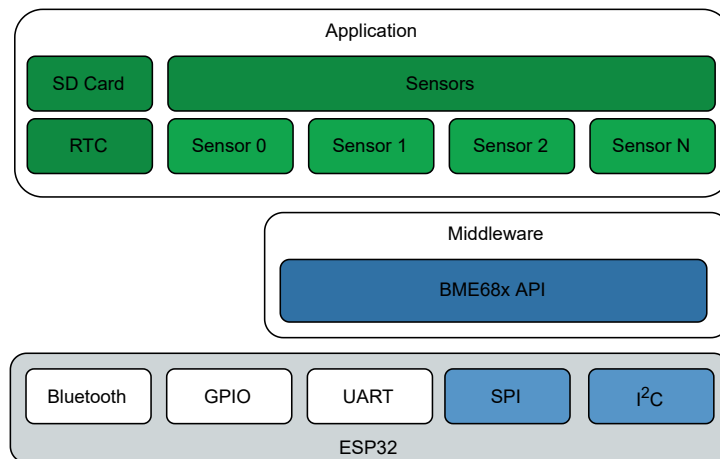 Application
SD Card
Sensors
RTC
Sensor 0
Sensor 1
Sensor 2
Sensor N
Middleware
BME68x API
Bluetooth
GPIO
UART
SPI
I²C
ESP32